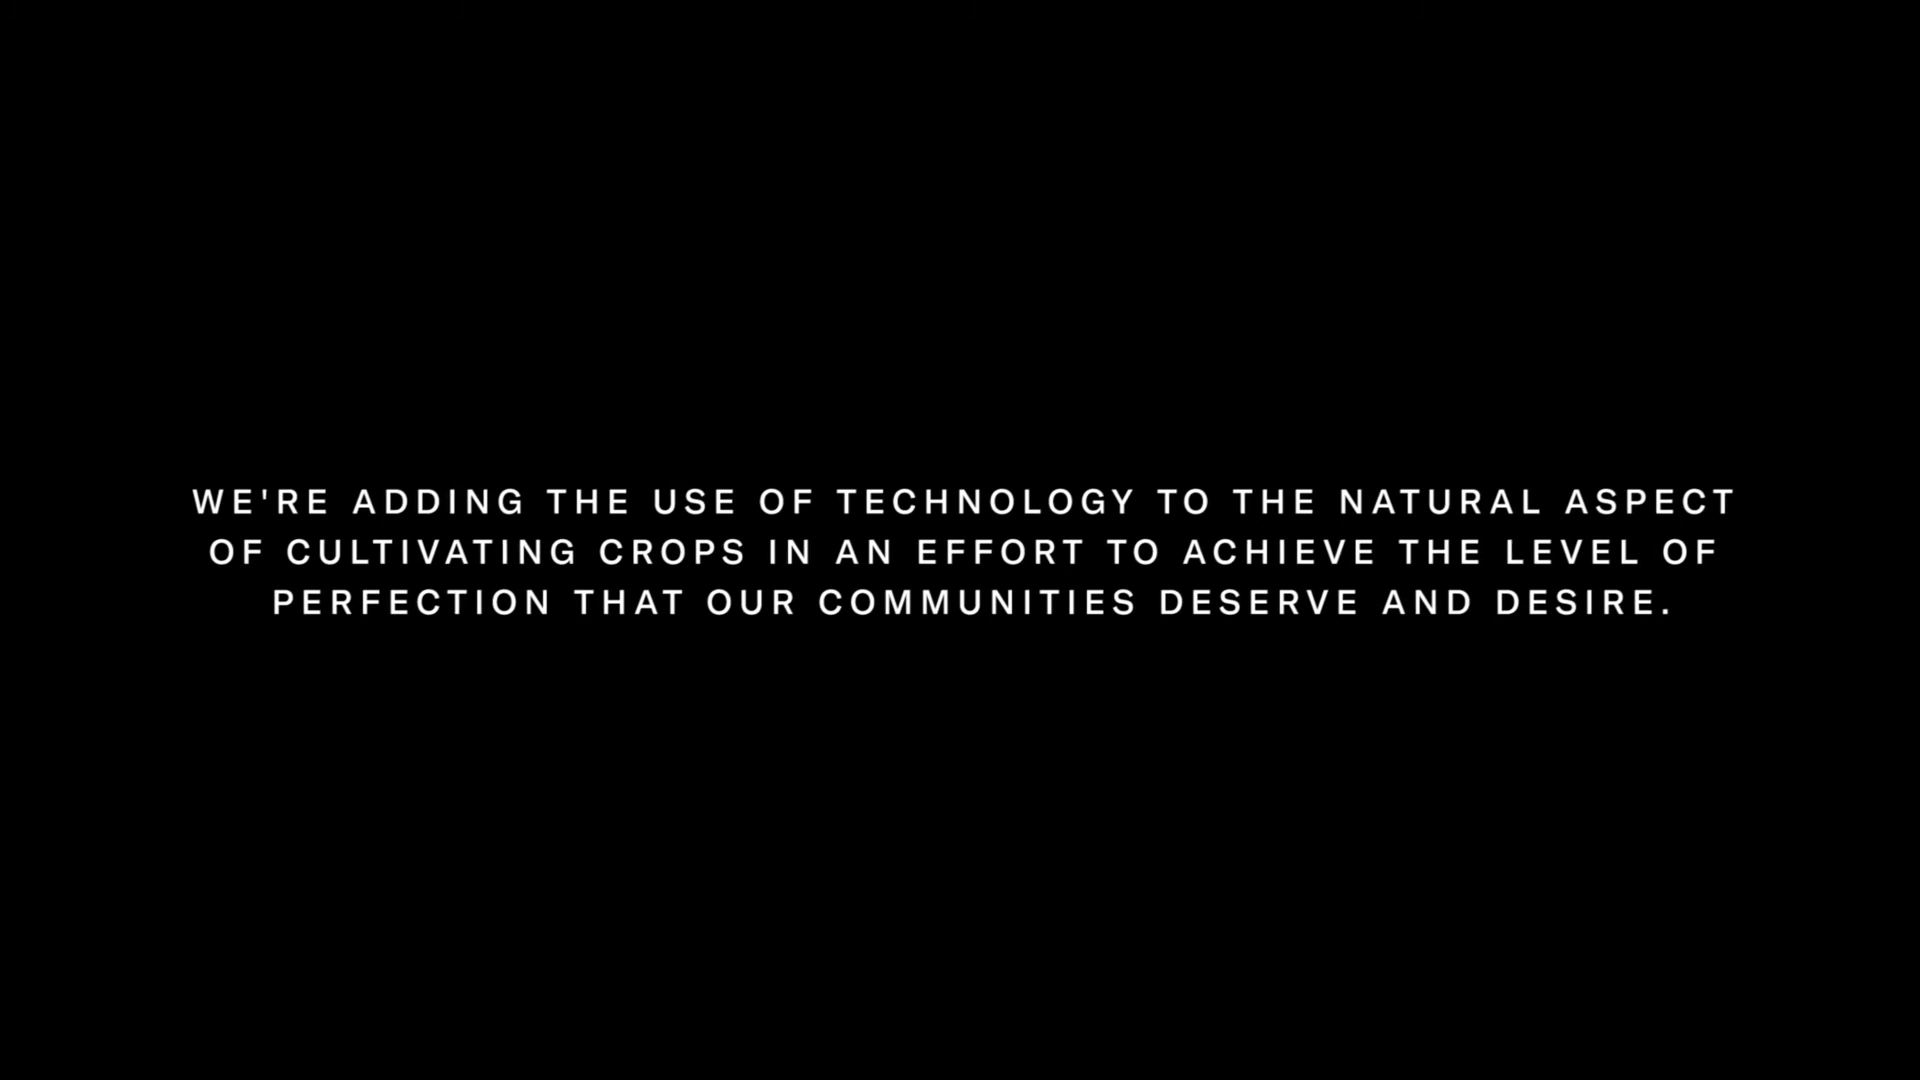 WE'RE ADDING THE USE OF TECHNOLOGY TO THE NATURAL ASPECT
OF CULTIVATING CROPS IN AN EFFORT TO ACHIEVE THE LEVEL OF
PERFECTION THAT OUR COMMUNITIES DESERVE AND DESIRE.